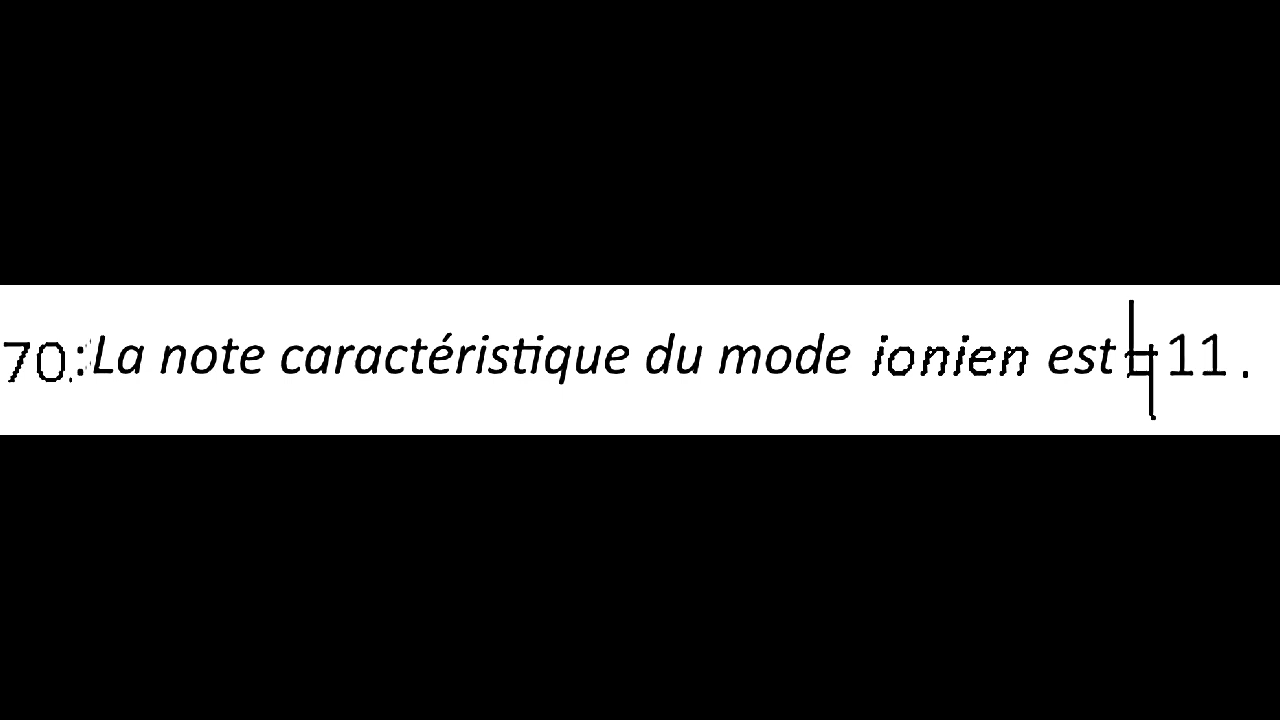 70.:La note caractéristique du mode ionien est ♮11 .